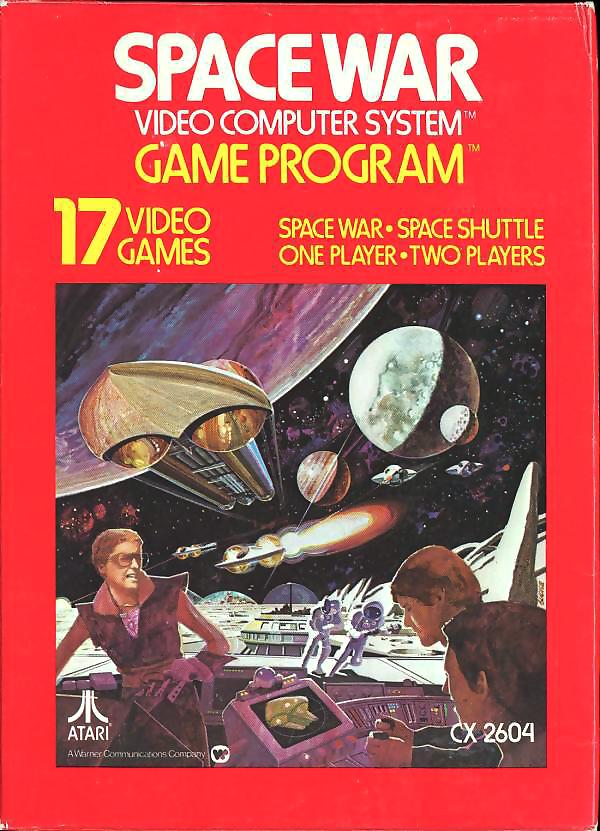 SPACE WAR
VIDEO COMPUTER SYSTEM™
GAME PROGRAM™
17 VIDEO GAMES
SPACE WAR • SPACE SHUTTLE
ONE PLAYER • TWO PLAYERS
ATARI
A Warner Communications Company
CX 2604